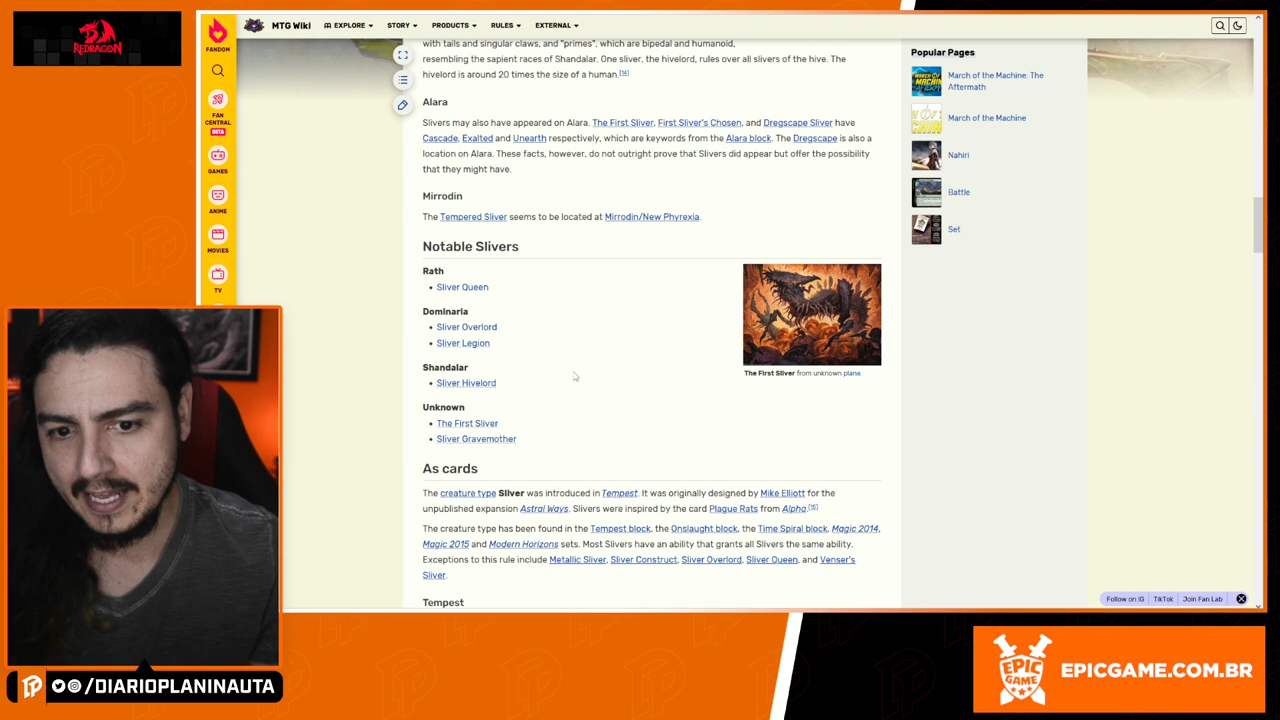 REDRAGON
FANDOM
FAN
CENTRAL
BETA
GAMES
ANIME
MOVIES
TV
MTG Wiki
EXPLORE
STORY
PRODUCTS
RULES
EXTERNAL
with tails and singular claws, and "primes", which are bipedal and humanoid,
resembling the sapient races of Shandalar. One sliver, the hivelord, rules over all slivers of the hive. The
hivelord is around 20 times the size of a human.[14]
Alara
Slivers may also have appeared on Alara. The First Sliver, First Sliver's Chosen, and Dregscape Sliver have
Cascade, Exalted and Unearth respectively, which are keywords from the Alara block. The Dregscape is also a
location on Alara. These facts, however, do not outright prove that Slivers did appear but offer the possibility
that they might have.
Mirrodin
The Tempered Sliver seems to be located at Mirrodin/New Phyrexia.
Notable Slivers
Rath
Sliver Queen
Dominaria
Sliver Overlord
Sliver Legion
Shandalar
Sliver Hivelord
Unknown
The First Sliver
Sliver Gravemother
The First Sliver from unknown plane.
As cards
The creature type Sliver was introduced in Tempest. It was originally designed by Mike Elliott for the
unpublished expansion Astral Ways. Slivers were inspired by the card Plague Rats from Alpha.[15]
The creature type has been found in the Tempest block, the Onslaught block, the Time Spiral block, Magic 2014,
Magic 2015 and Modern Horizons sets. Most Slivers have an ability that grants all Slivers the same ability.
Exceptions to this rule include Metallic Sliver, Sliver Construct, Sliver Overlord, Sliver Queen, and Venser's
Sliver.
Tempest
Popular Pages
March of the Machine: The
Aftermath
March of the Machine
Nahiri
Battle
Set
Follow on IG
TikTok
Join Fan Lab
/DIARIOPLANINAUTA
EPIC
GAME
EPICGAME.COM.BR